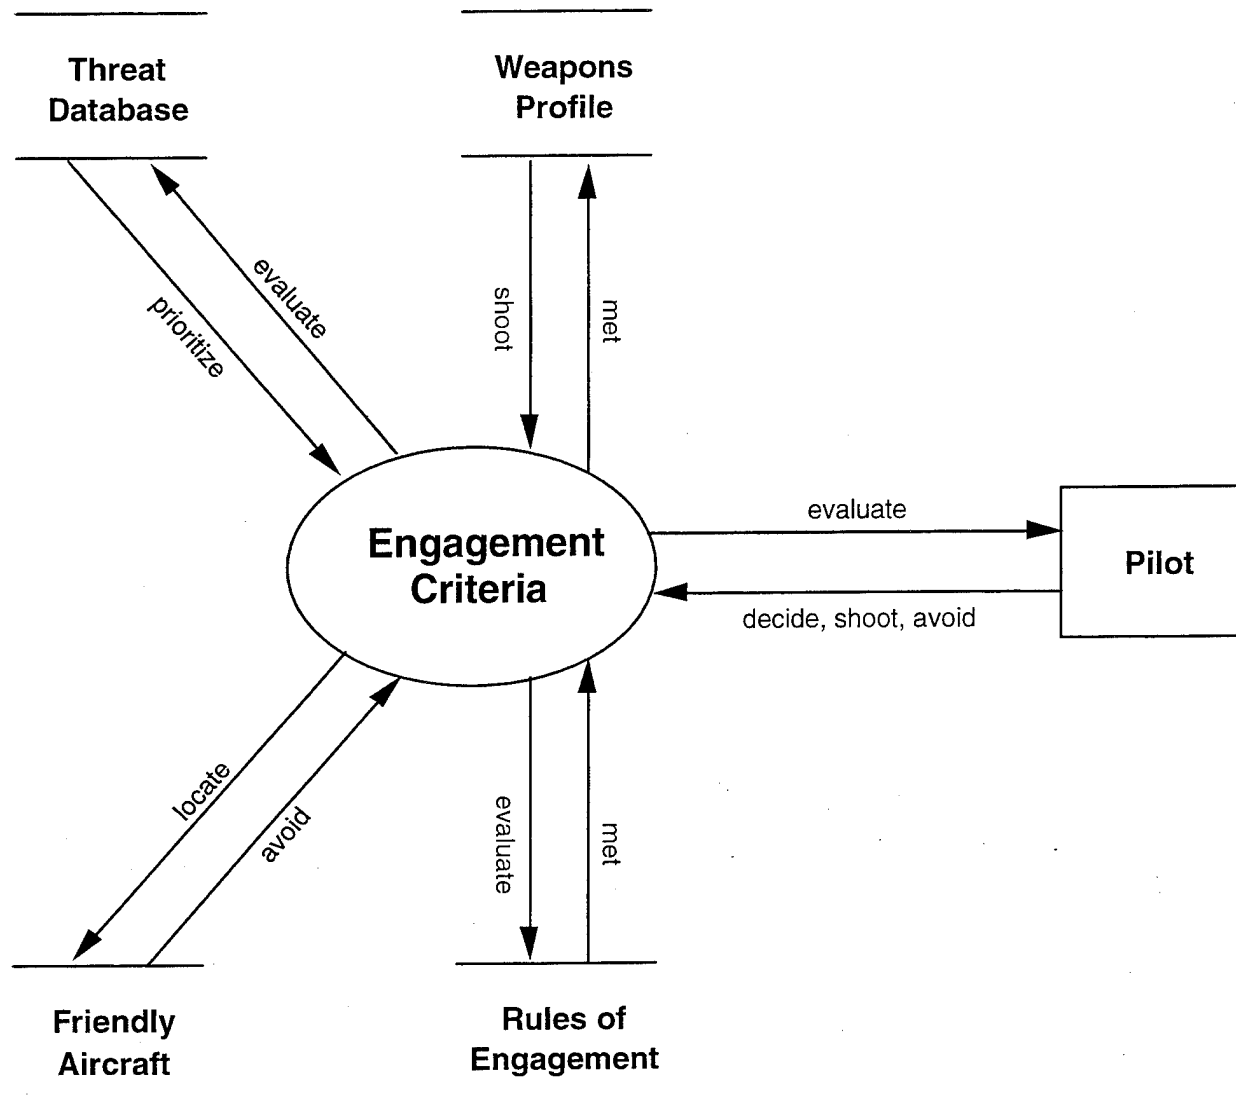 Threat
Database
Weapons
Profile
evaluate
prioritize
shoot
met
evaluate
Engagement
Criteria
Pilot
decide, shoot, avoid
locate
avoid
evaluate
met
Friendly
Aircraft
Rules of
Engagement